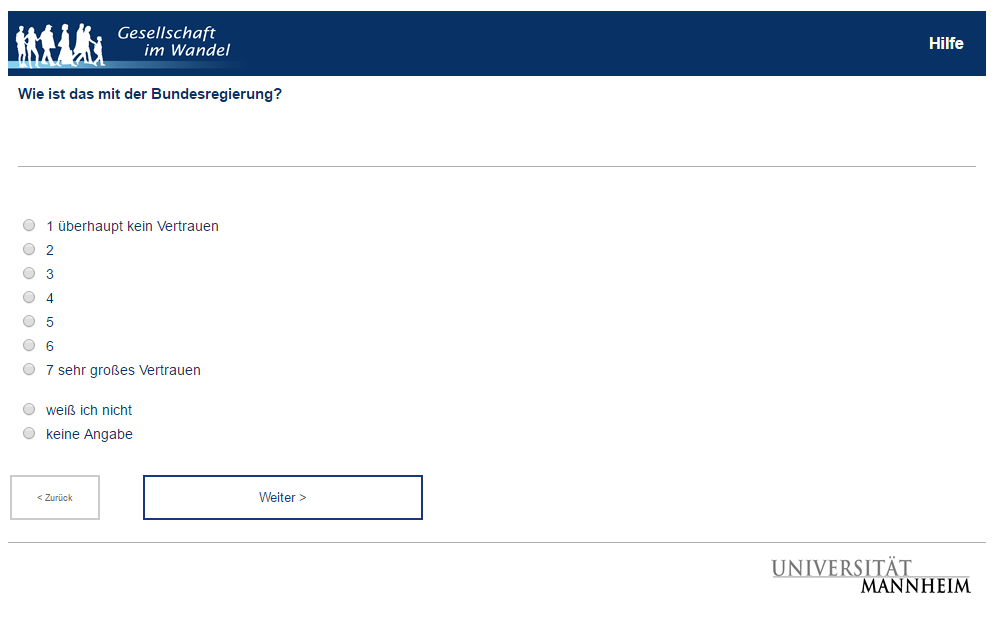 Gesellschaft
im Wandel
Hilfe
Wie ist das mit der Bundesregierung?
1 überhaupt kein Vertrauen
2
3
4
5
6
7 sehr großes Vertrauen
weiß ich nicht
keine Angabe
< Zurück
Weiter >
UNIVERSITÄT
MANNHEIM